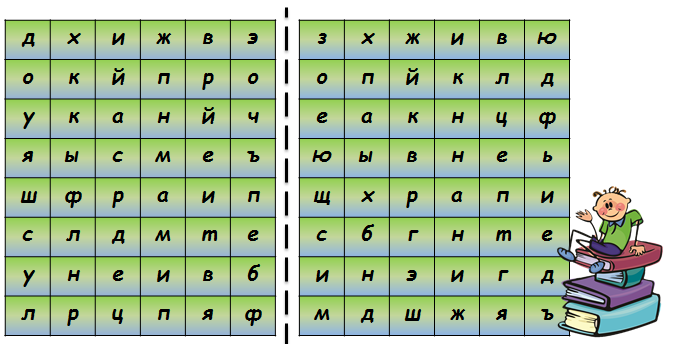 д х и ж в э з х ж и в ю
о к й п р о о п й к л д
у к а н й ч е а к н ц ф
я ы с м е ъ ю ы в н е ь
ш ф р а и п щ х р а п и
с л д м т е с б г н т е
у н е и в б и н э и г д
л р ц п я ф м д ш ж я ъ